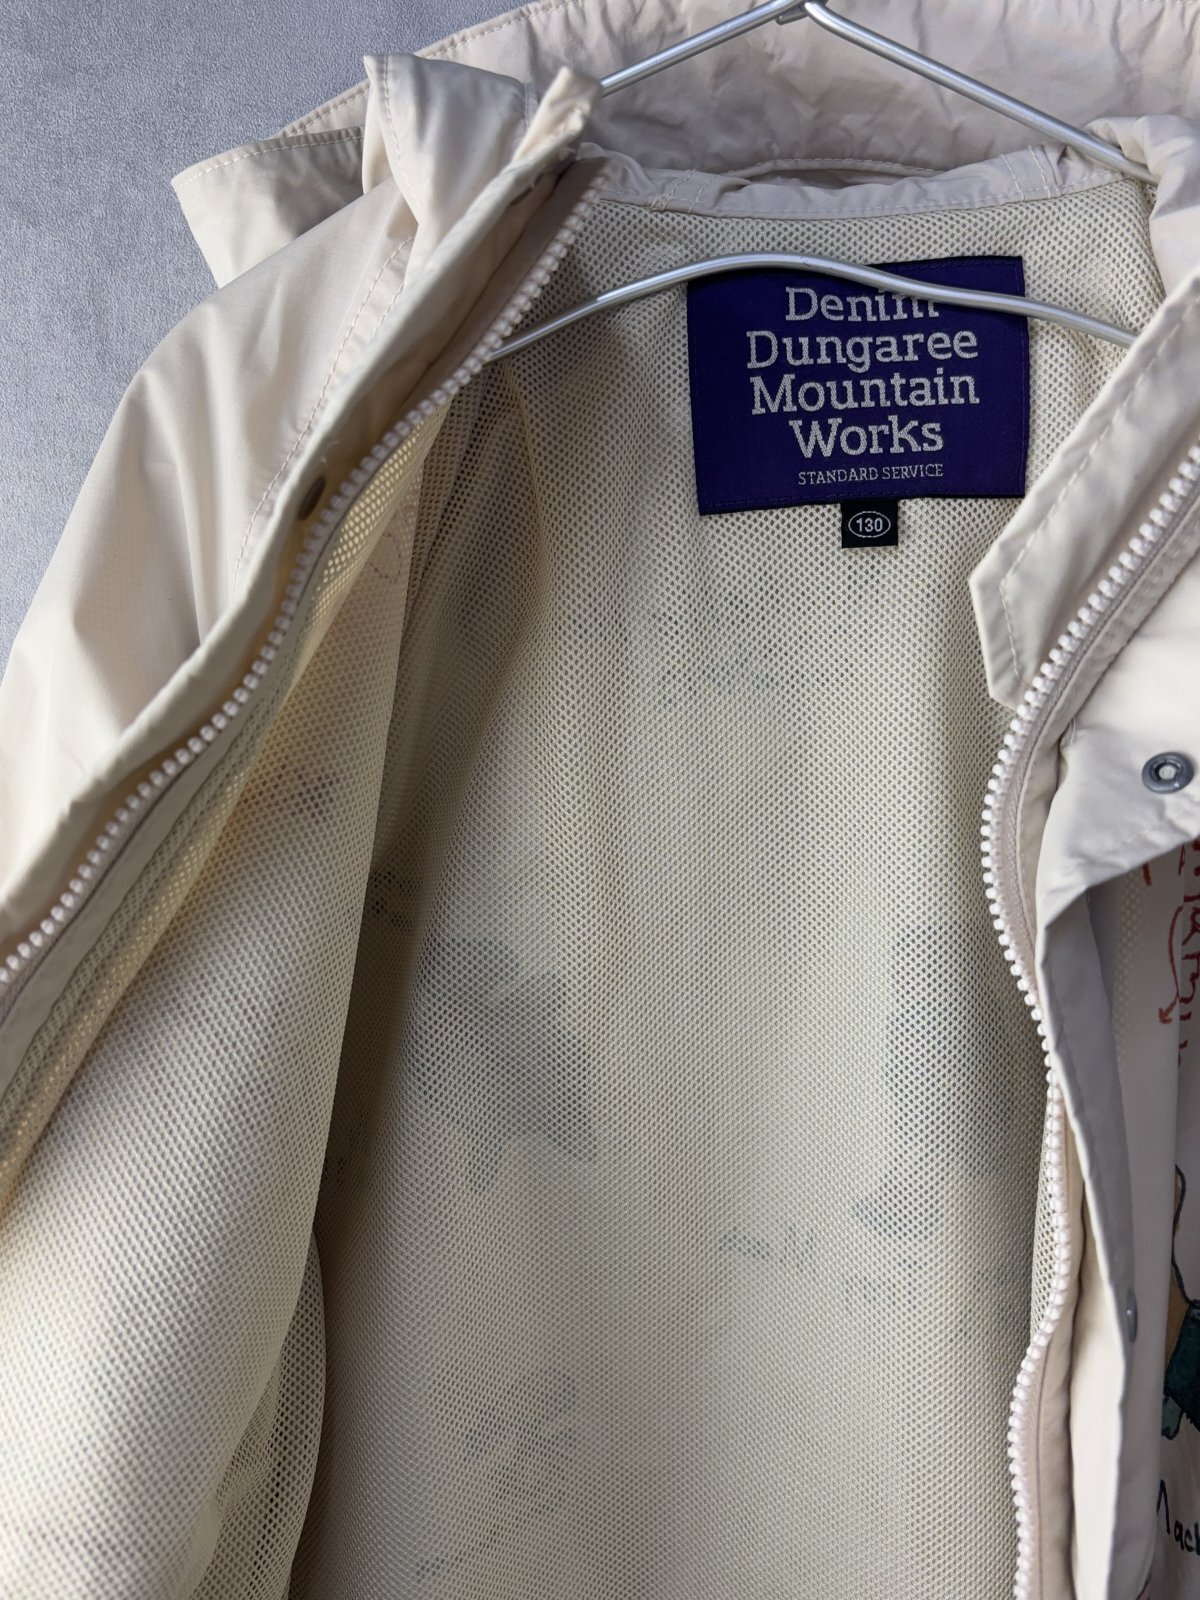 Denim
Dungaree
Mountain
Works
STANDARD SERVICE
130